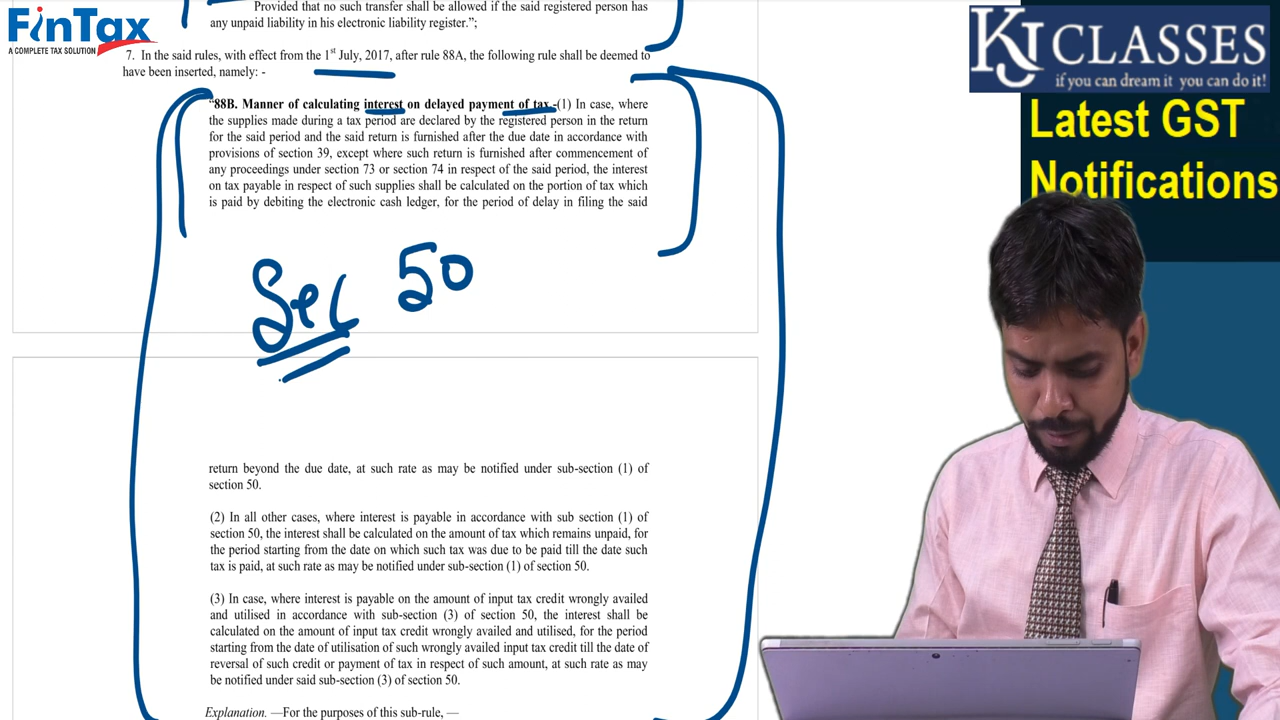 FinTax
A COMPLETE TAX SOLUTION
Provided that no such transfer shall be allowed if the said registered person has
any unpaid liability in his electronic liability register.”;
7. In the said rules, with effect from the 1st July, 2017, after rule 88A, the following rule shall be deemed to
have been inserted, namely: -
“88B. Manner of calculating interest on delayed payment of tax.-(1) In case, where
the supplies made during a tax period are declared by the registered person in the return
for the said period and the said return is furnished after the due date in accordance with
provisions of section 39, except where such return is furnished after commencement of
any proceedings under section 73 or section 74 in respect of the said period, the interest
on tax payable in respect of such supplies shall be calculated on the portion of tax which
is paid by debiting the electronic cash ledger, for the period of delay in filing the said
Sec 50
return beyond the due date, at such rate as may be notified under sub-section (1) of
section 50.
(2) In all other cases, where interest is payable in accordance with sub section (1) of
section 50, the interest shall be calculated on the amount of tax which remains unpaid, for
the period starting from the date on which such tax was due to be paid till the date such
tax is paid, at such rate as may be notified under sub-section (1) of section 50.
(3) In case, where interest is payable on the amount of input tax credit wrongly availed
and utilised in accordance with sub-section (3) of section 50, the interest shall be
calculated on the amount of input tax credit wrongly availed and utilised, for the period
starting from the date of utilisation of such wrongly availed input tax credit till the date of
reversal of such credit or payment of tax in respect of such amount, at such rate as may
be notified under said sub-section (3) of section 50.
Explanation. —For the purposes of this sub-rule, —
KJ CLASSES
if you can dream it you can do it!
Latest GST
Notifications